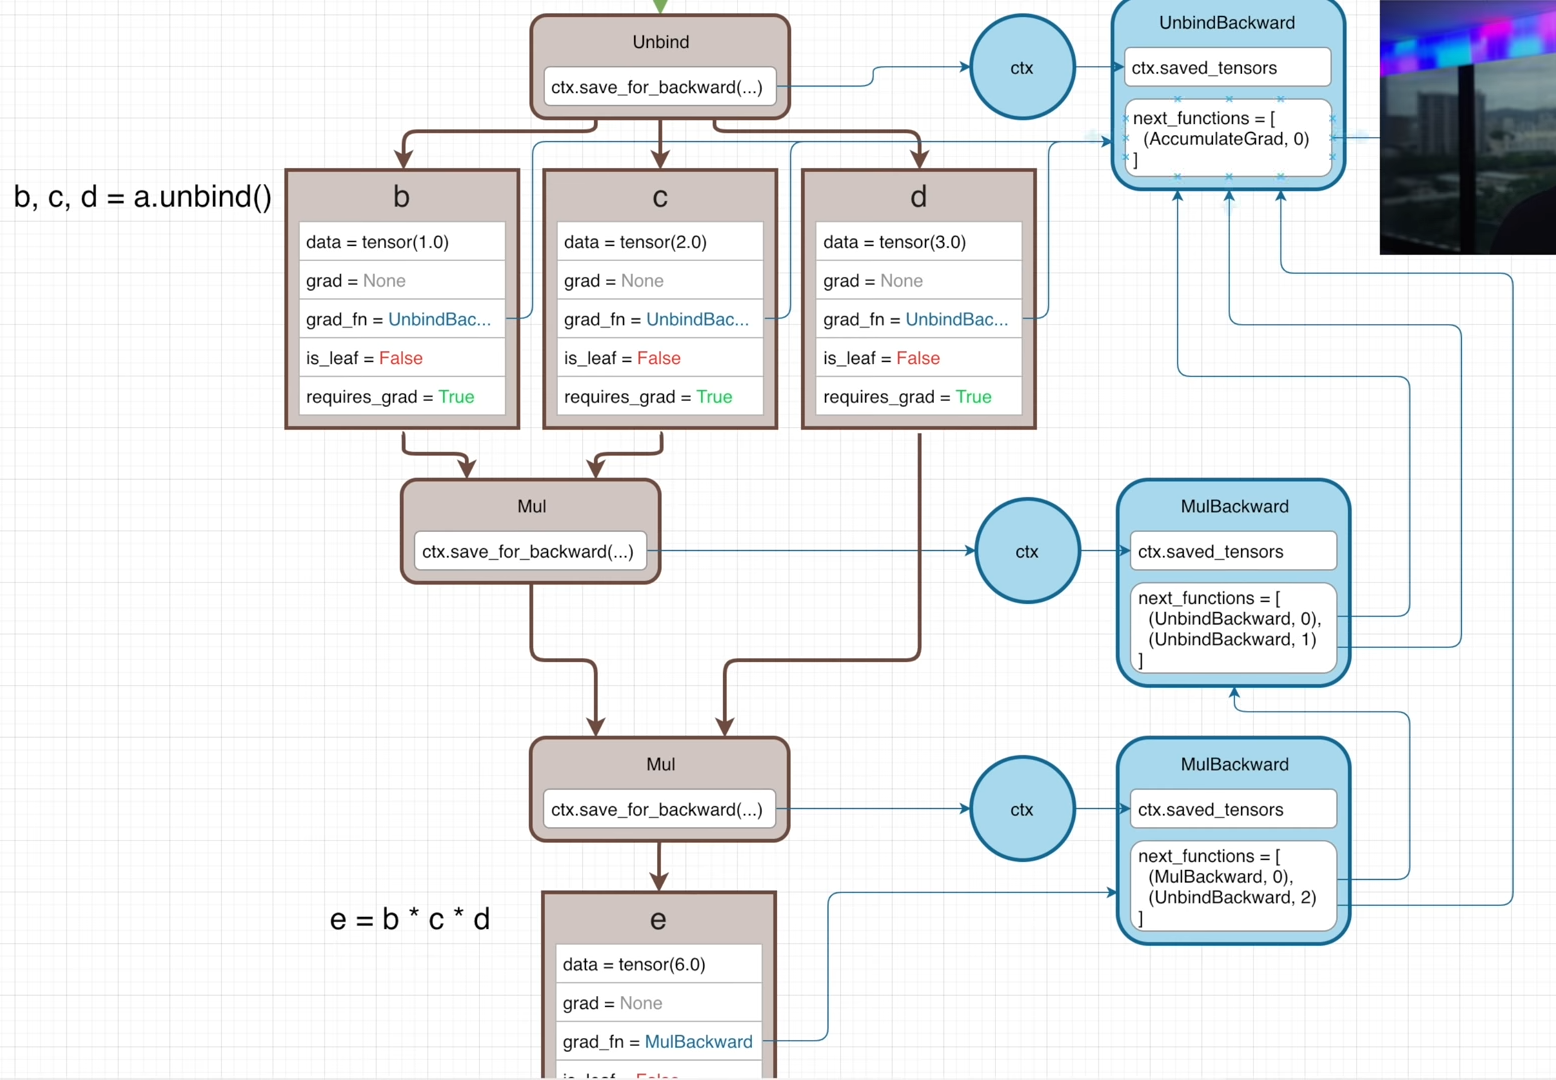 Unbind
ctx.save_for_backward(...)
ctx
UnbindBackward
ctx.saved_tensors
next_functions = [
(AccumulateGrad, 0)
]
b, c, d = a.unbind()
b
data = tensor(1.0)
grad = None
grad_fn = UnbindBac...
is_leaf = False
requires_grad = True
c
data = tensor(2.0)
grad = None
grad_fn = UnbindBac...
is_leaf = False
requires_grad = True
d
data = tensor(3.0)
grad = None
grad_fn = UnbindBac...
is_leaf = False
requires_grad = True
Mul
ctx.save_for_backward(...)
ctx
MulBackward
ctx.saved_tensors
next_functions = [
(UnbindBackward, 0),
(UnbindBackward, 1)
]
Mul
ctx.save_for_backward(...)
ctx
MulBackward
ctx.saved_tensors
next_functions = [
(MulBackward, 0),
(UnbindBackward, 2)
]
e = b * c * d
e
data = tensor(6.0)
grad = None
grad_fn = MulBackward
is_leaf = False